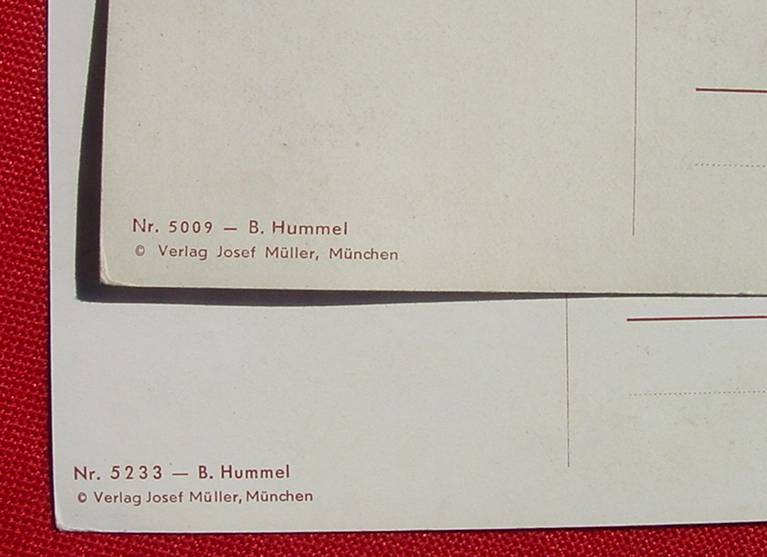 Nr. 5009 — B. Hummel
© Verlag Josef Müller, München
Nr. 5233 — B. Hummel
© Verlag Josef Müller, München